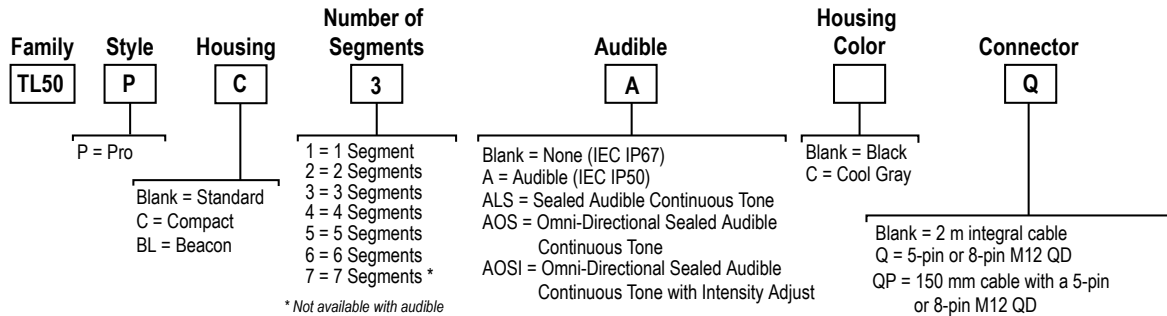 Family
TL50
Style
P
P = Pro
Housing
C
Blank = Standard
C = Compact
BL = Beacon
Number of
Segments
3
1 = 1 Segment
2 = 2 Segments
3 = 3 Segments
4 = 4 Segments
5 = 5 Segments
6 = 6 Segments
7 = 7 Segments *
* Not available with audible
Audible
A
Blank = None (IEC IP67)
A = Audible (IEC IP50)
ALS = Sealed Audible Continuous Tone
AOS = Omni-Directional Sealed Audible
Continuous Tone
AOSI = Omni-Directional Sealed Audible
Continuous Tone with Intensity Adjust
Housing
Color
Blank = Black
C = Cool Gray
Connector
Q
Blank = 2 m integral cable
Q = 5-pin or 8-pin M12 QD
QP = 150 mm cable with a 5-pin
or 8-pin M12 QD